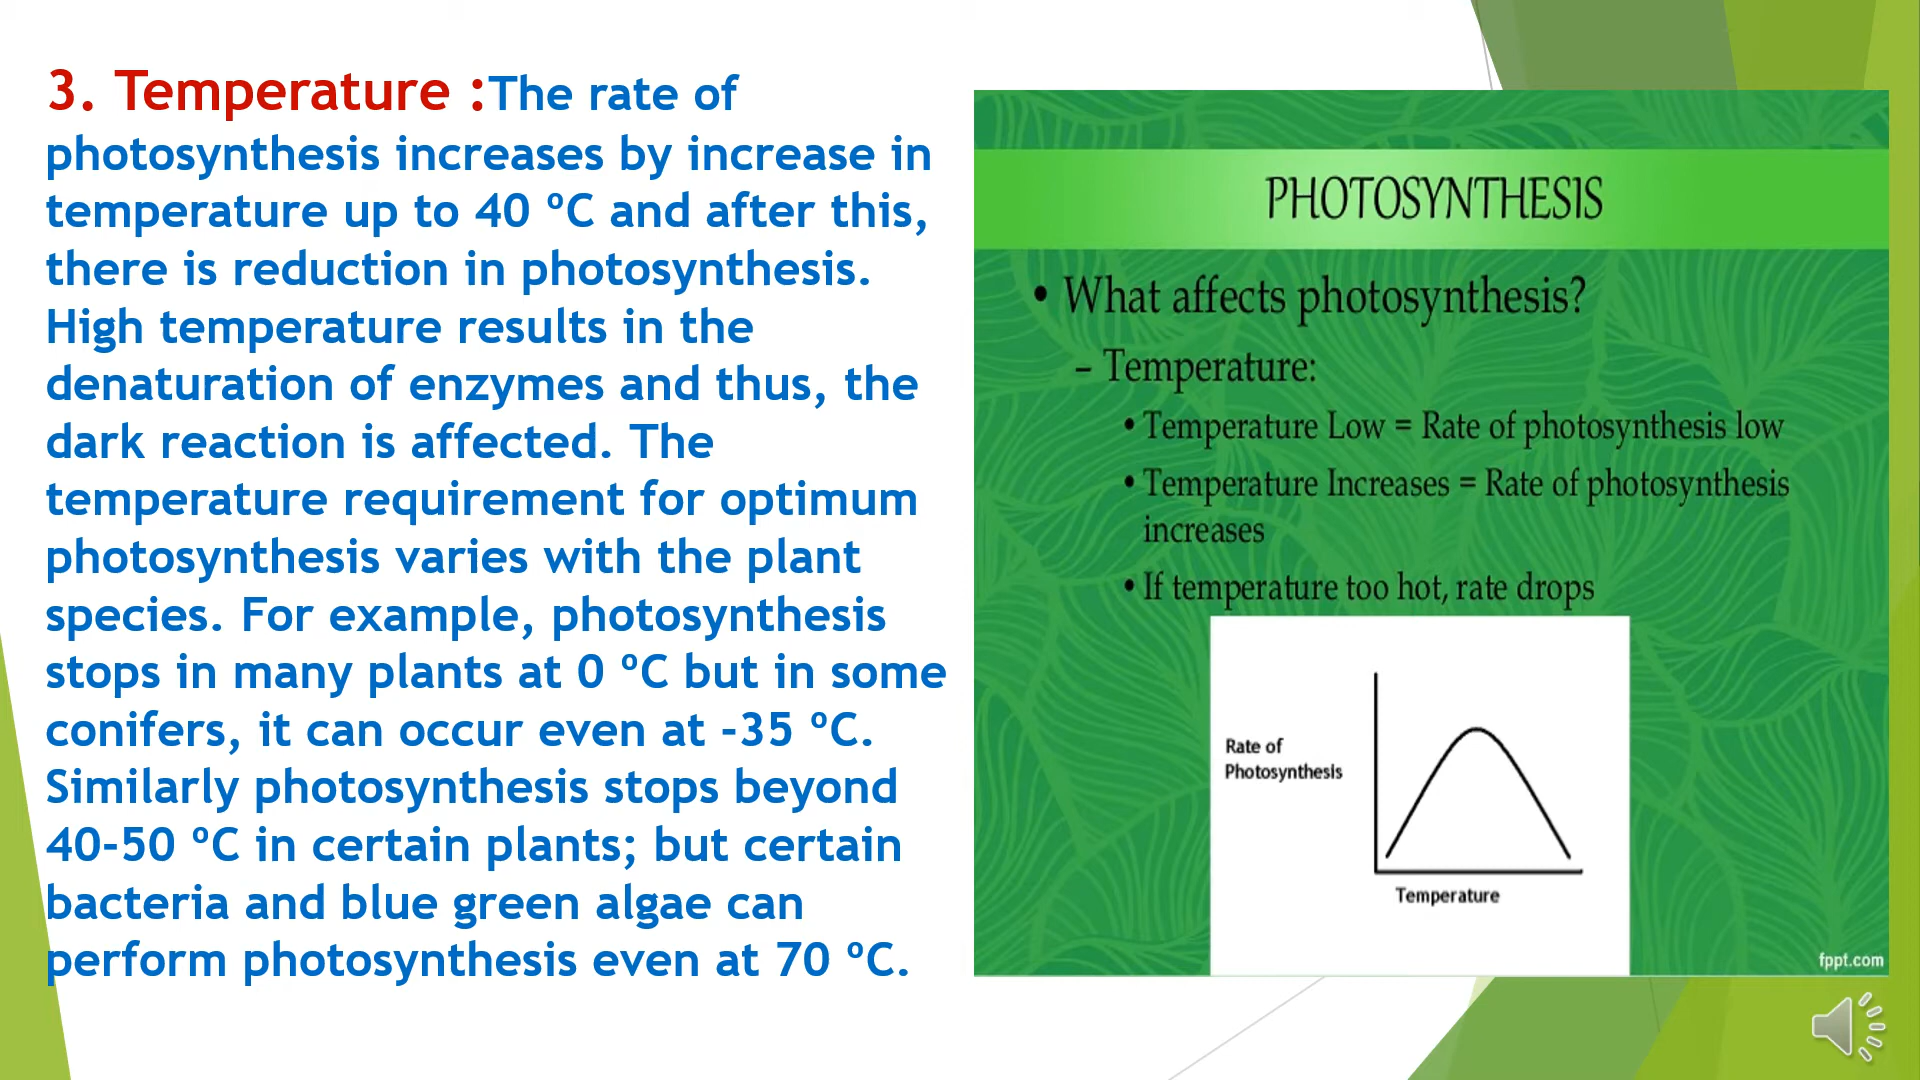 3. Temperature :The rate of
photosynthesis increases by increase in
temperature up to 40 ºC and after this,
there is reduction in photosynthesis.
High temperature results in the
denaturation of enzymes and thus, the
dark reaction is affected. The
temperature requirement for optimum
photosynthesis varies with the plant
species. For example, photosynthesis
stops in many plants at 0 ºC but in some
conifers, it can occur even at -35 ºC.
Similarly photosynthesis stops beyond
40-50 ºC in certain plants; but certain
bacteria and blue green algae can
perform photosynthesis even at 70 ºC.
PHOTOSYNTHESIS
• What affects photosynthesis?
– Temperature:
• Temperature Low = Rate of photosynthesis low
• Temperature Increases = Rate of photosynthesis
increases
• If temperature too hot, rate drops
Rate of
Photosynthesis
Temperature
fppt.com